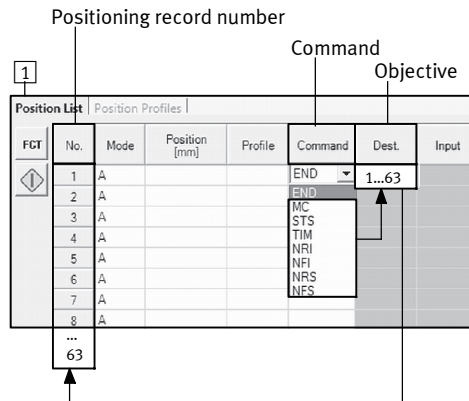 Positioning record number
Command
1
Objective
Position List Position Profiles
FCT No. Mode Position [mm] Profile Command Dest. Input
1 A END 1...63
2 A END
3 A MC
4 A STS
5 A TIM
6 A NRI
7 A NFI
8 A NRS
NFS
...
63